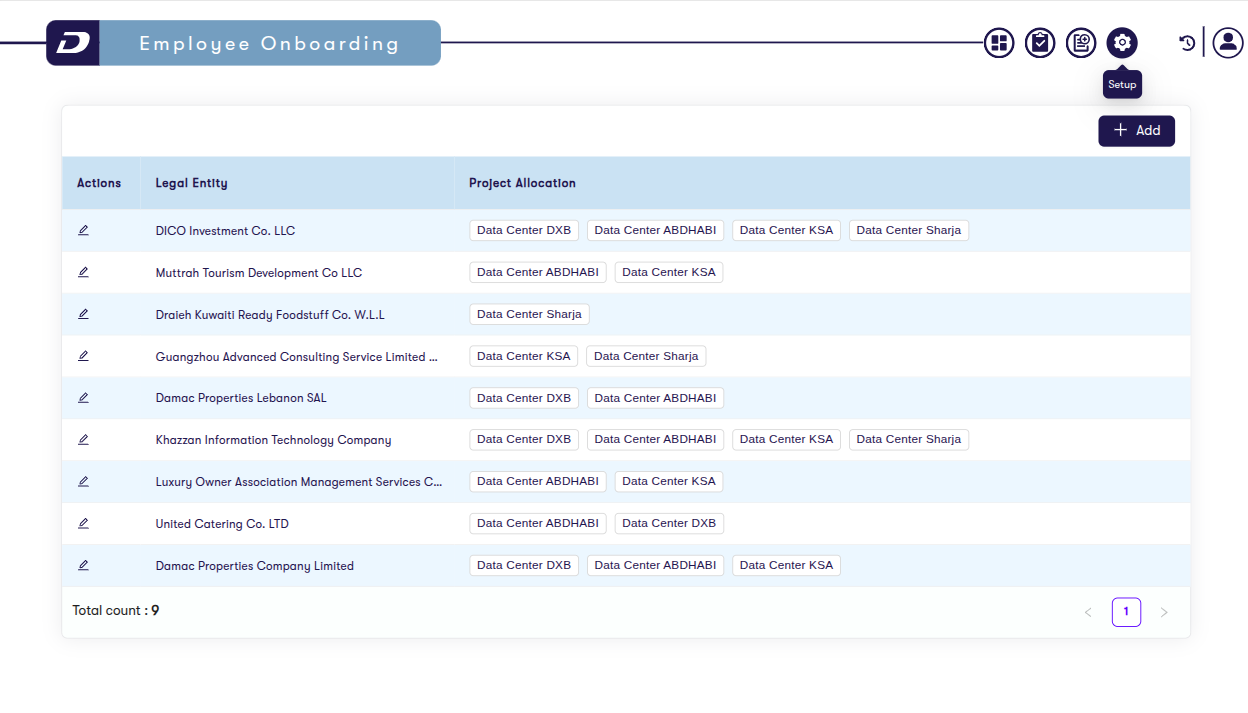 Employee Onboarding
Setup
Add
Actions Legal Entity Project Allocation
DICO Investment Co. LLC Data Center DXB Data Center ABDHABI Data Center KSA Data Center Sharja
Muttrah Tourism Development Co LLC Data Center ABDHABI Data Center KSA
Draieh Kuwaiti Ready Foodstuff Co. W.L.L Data Center Sharja
Guangzhou Advanced Consulting Service Limited ... Data Center KSA Data Center Sharja
Damac Properties Lebanon SAL Data Center DXB Data Center ABDHABI
Khazzan Information Technology Company Data Center DXB Data Center ABDHABI Data Center KSA Data Center Sharja
Luxury Owner Association Management Services C... Data Center ABDHABI Data Center KSA
United Catering Co. LTD Data Center ABDHABI Data Center DXB
Damac Properties Company Limited Data Center DXB Data Center ABDHABI Data Center KSA
Total count : 9 < 1 >